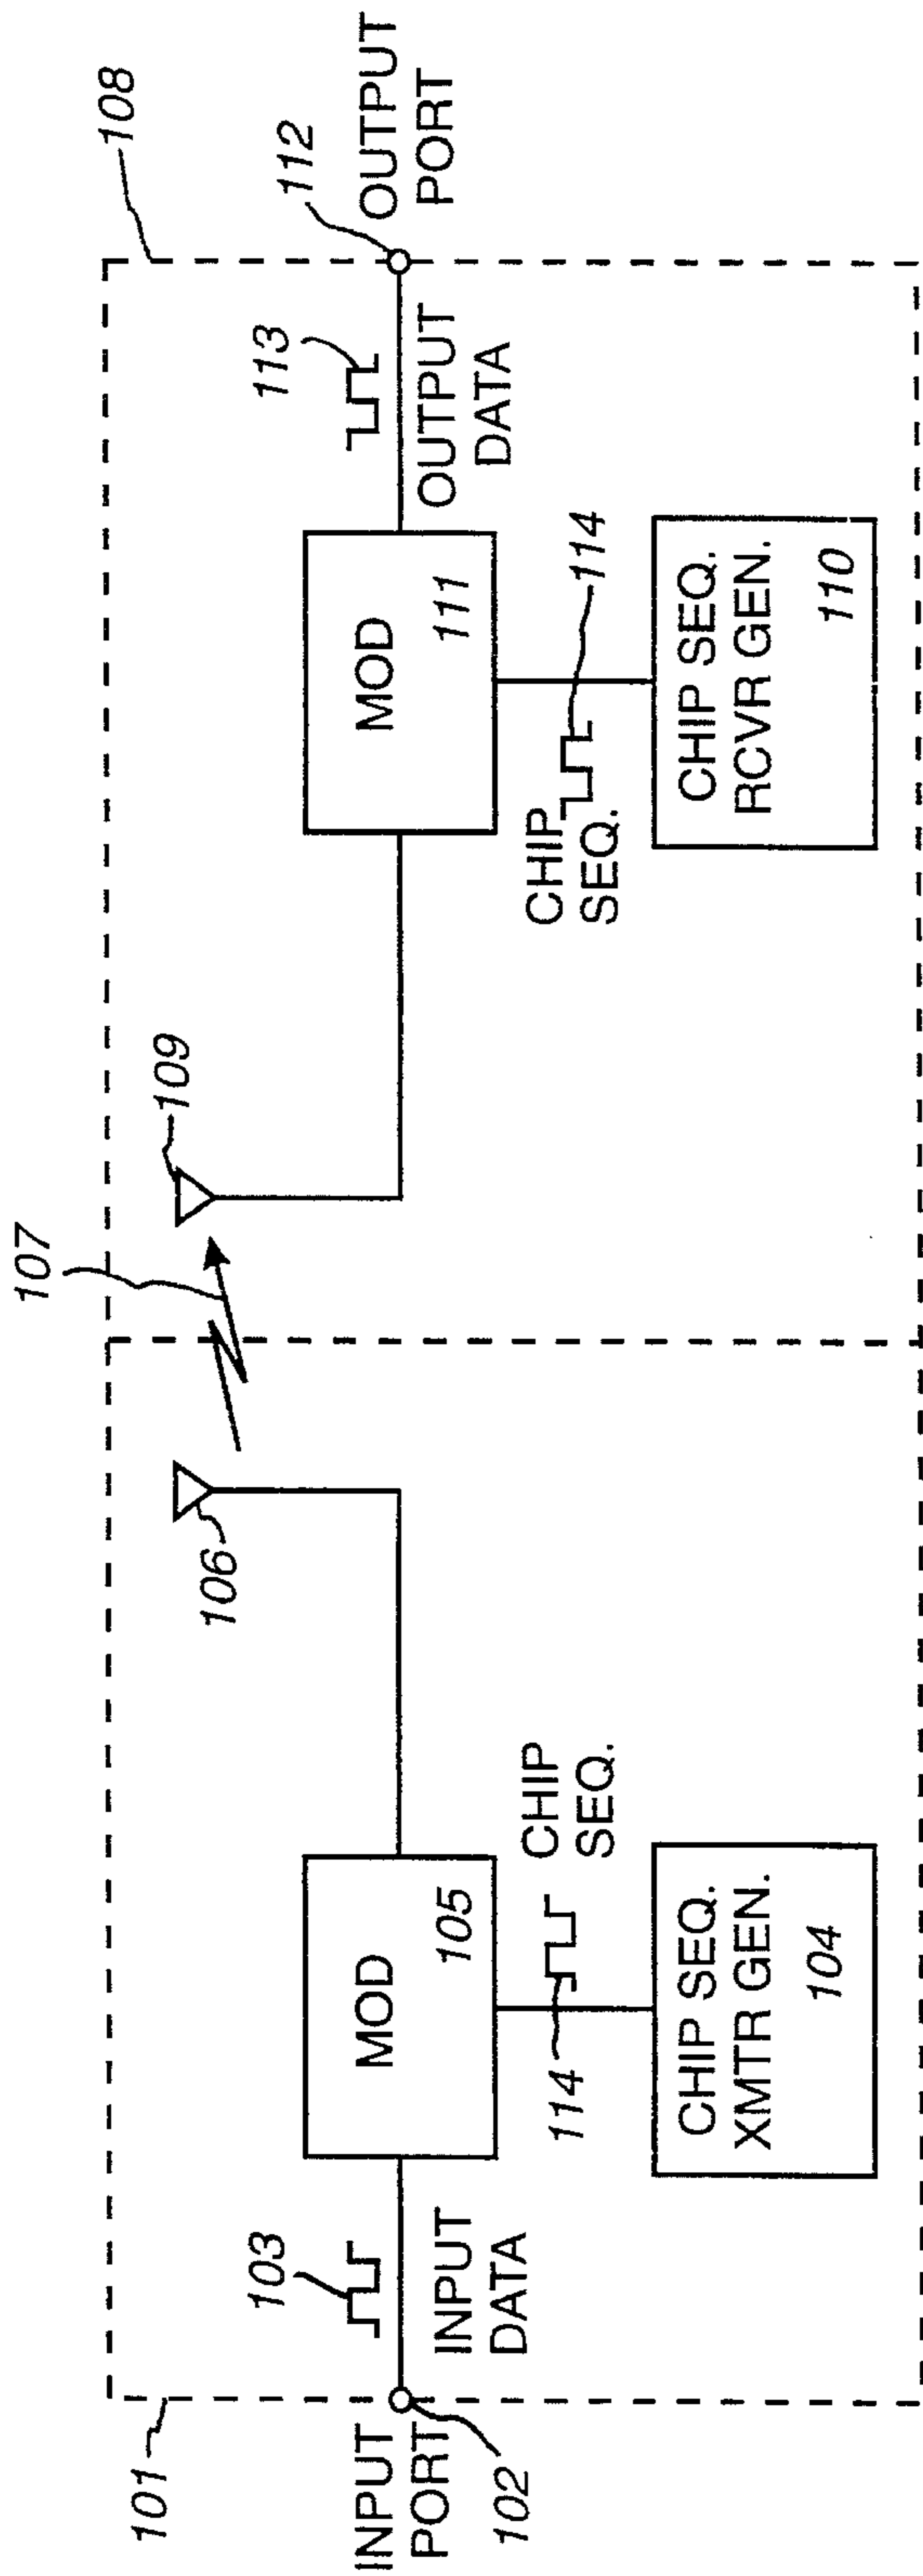 101
INPUT
PORT
102
103
INPUT
DATA
MOD
105
114
CHIP
SEQ.
CHIP SEQ.
XMTR GEN.
104
106
107
109
108
MOD
111
CHIP
SEQ.
114
CHIP SEQ.
RCVR GEN.
110
113
OUTPUT
DATA
112
OUTPUT
PORT